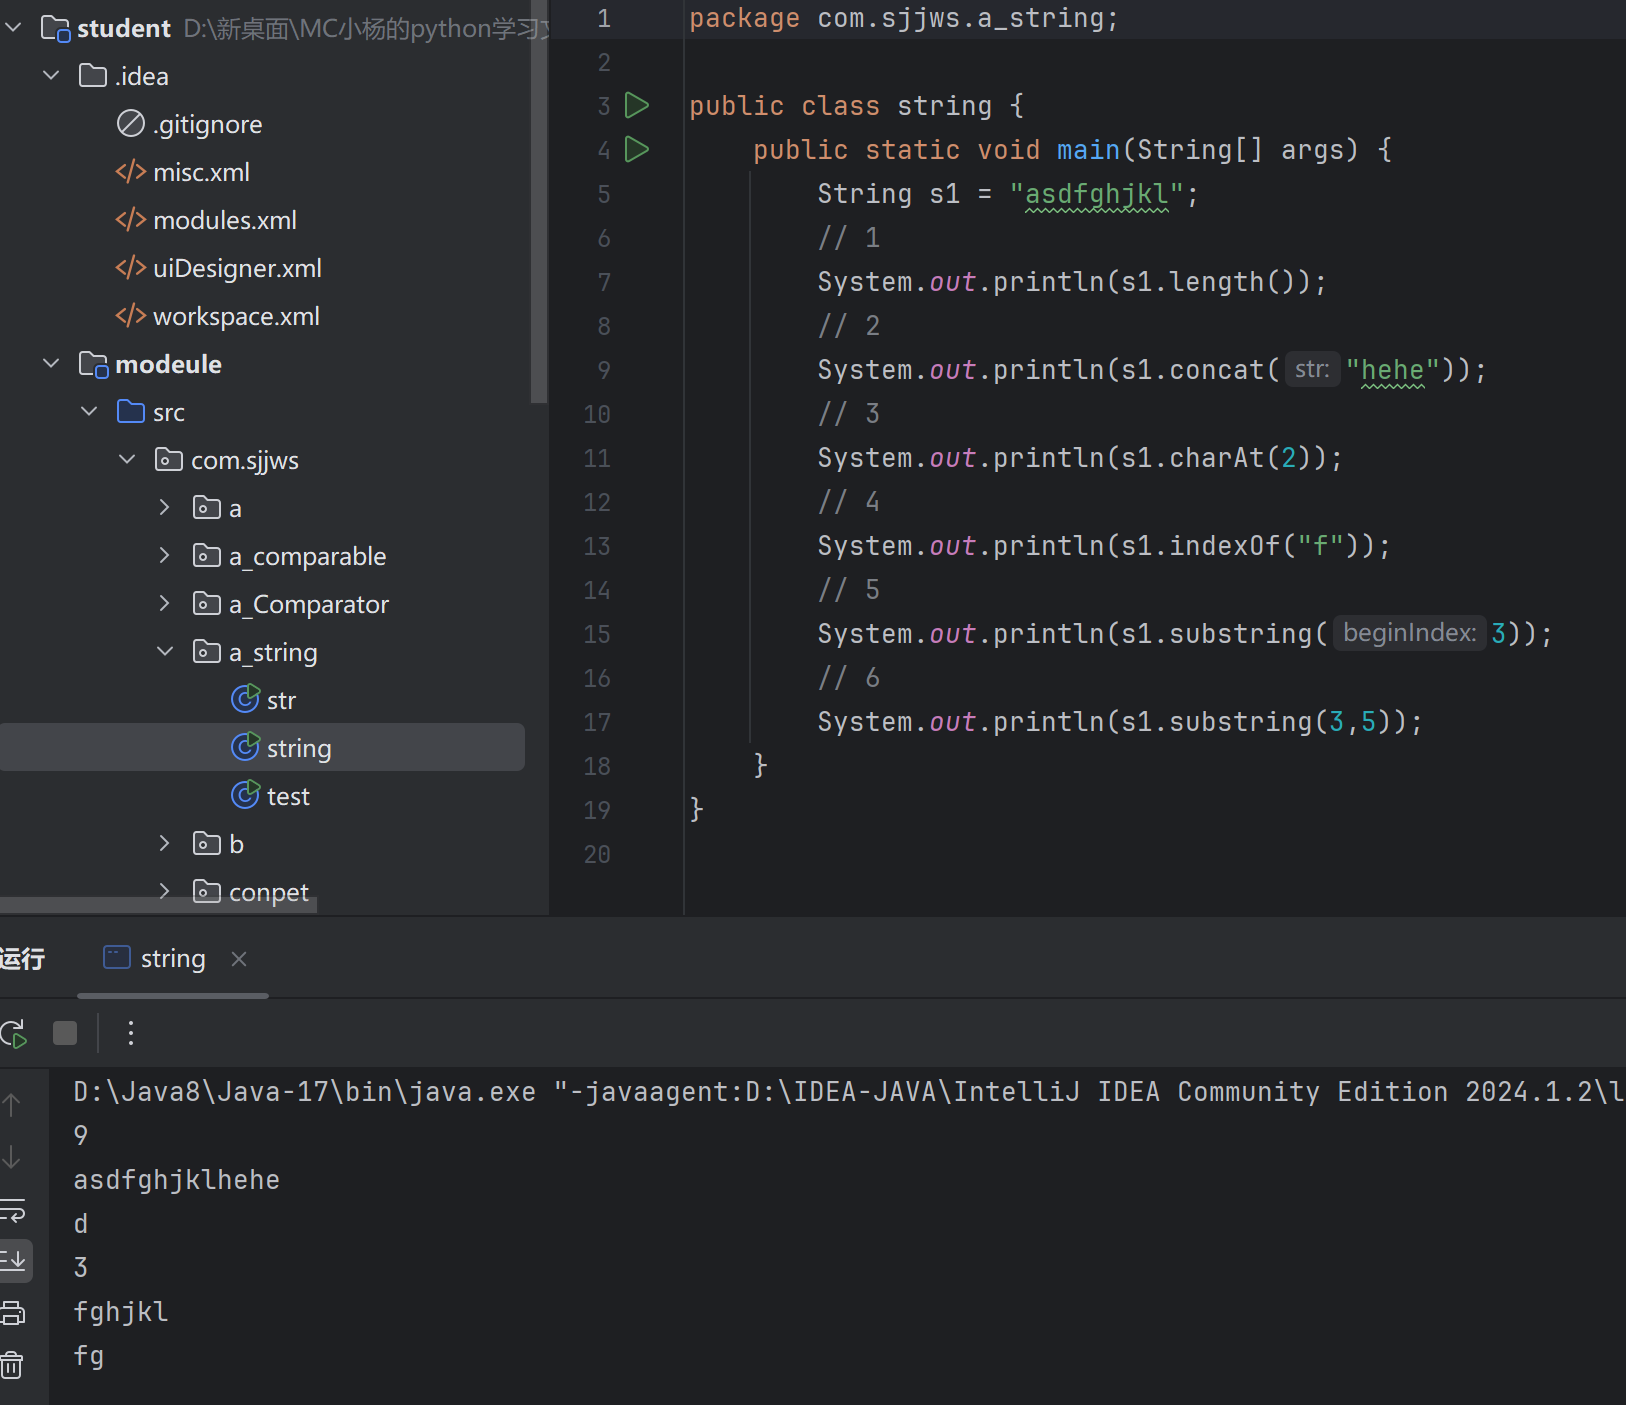 student D:\新桌面\MC小杨的python学习
.idea
.gitignore
misc.xml
modules.xml
uiDesigner.xml
workspace.xml
modeule
src
com.sjjws
a
a_comparable
a_Comparator
a_string
str
string
test
b
conpet
1 package com.sjjws.a_string;
2
3 public class string {
4 public static void main(String[] args) {
5 String s1 = "asdfghjkl";
6 // 1
7 System.out.println(s1.length());
8 // 2
9 System.out.println(s1.concat( str: "hehe"));
10 // 3
11 System.out.println(s1.charAt(2));
12 // 4
13 System.out.println(s1.indexOf("f"));
14 // 5
15 System.out.println(s1.substring( beginIndex: 3));
16 // 6
17 System.out.println(s1.substring(3,5));
18 }
19 }
20
运行 string
D:\Java8\Java-17\bin\java.exe "-javaagent:D:\IDEA-JAVA\IntelliJ IDEA Community Edition 2024.1.2\l
9
asdfghjklhehe
d
3
fghjkl
fg